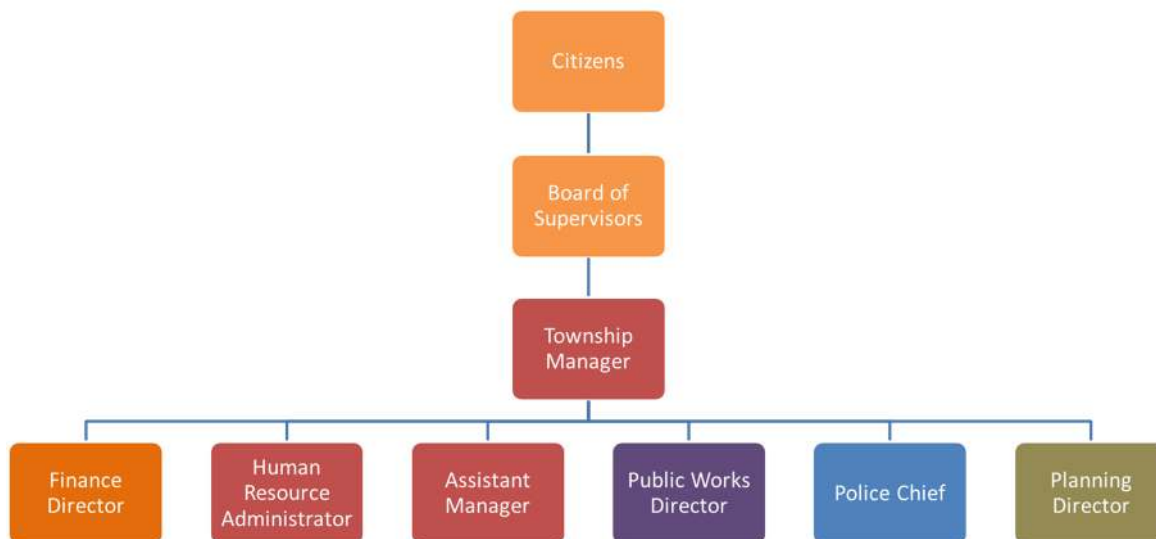 Citizens
Board of
Supervisors
Township
Manager
Finance
Director
Human
Resource
Administrator
Assistant
Manager
Public Works
Director
Police Chief
Planning
Director